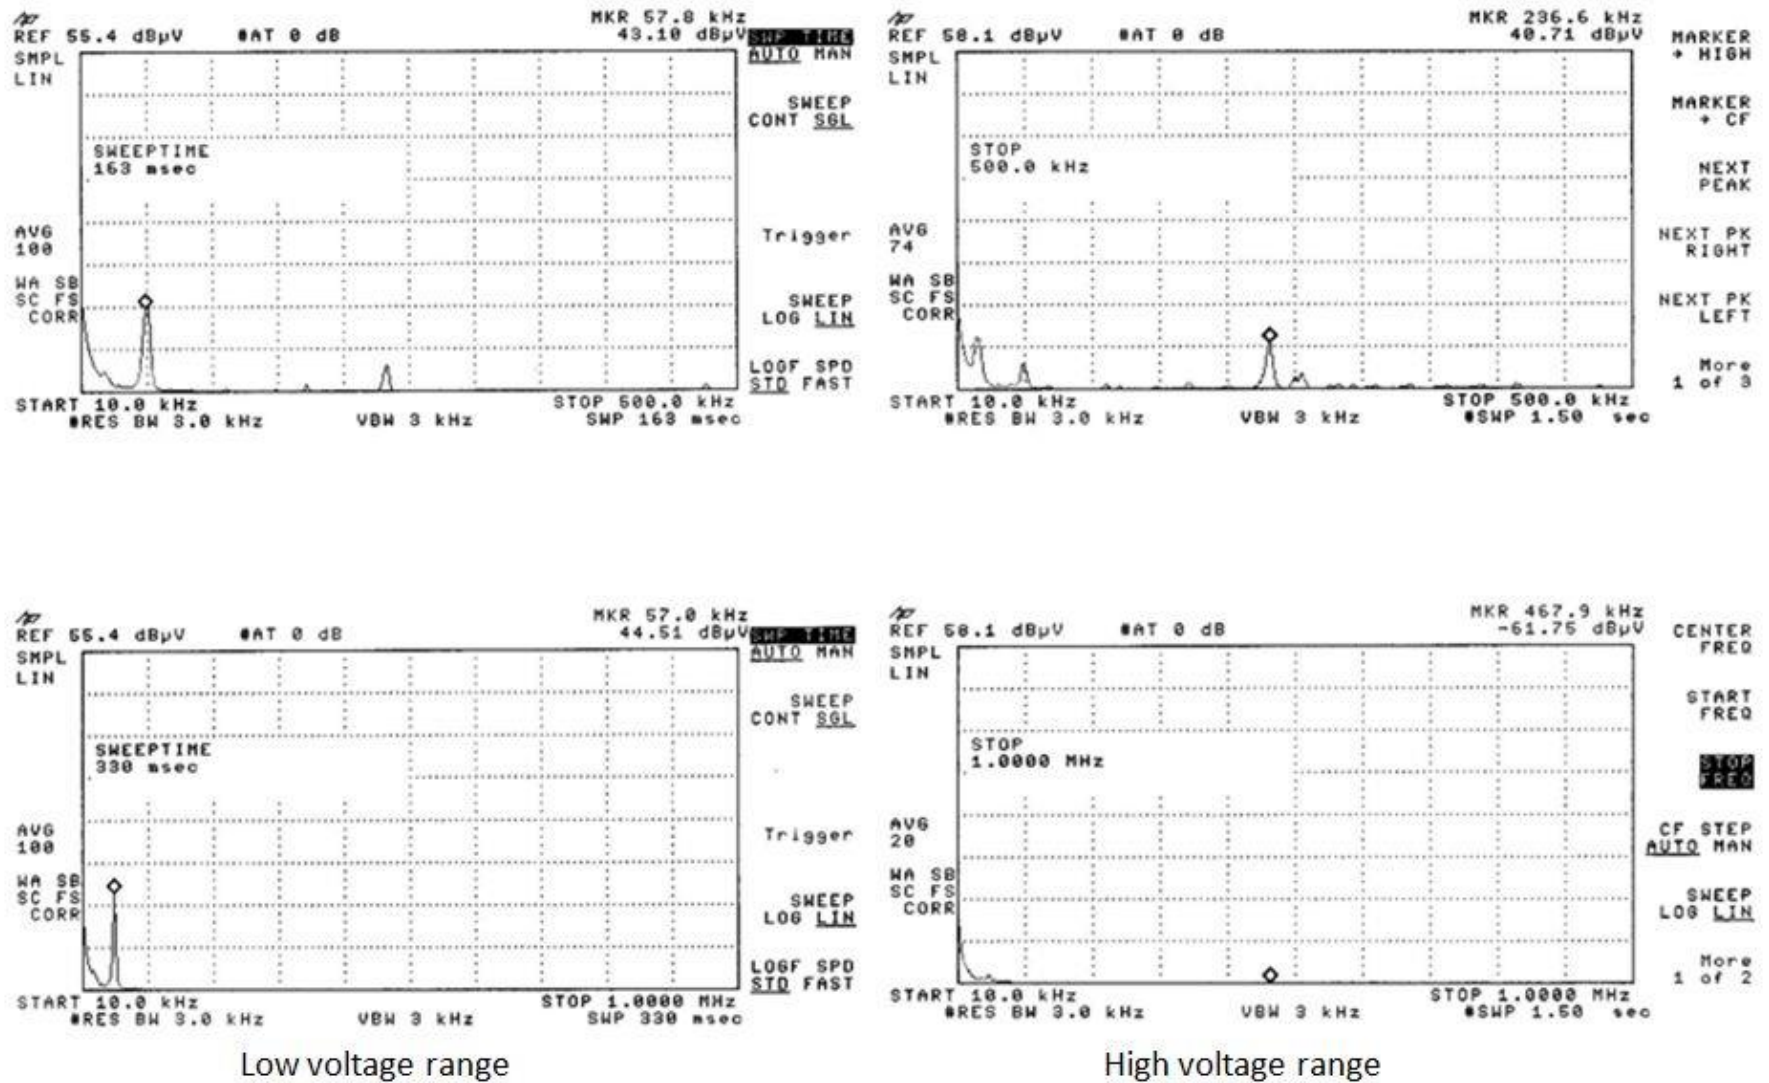 hp
MKR 57.8 kHz
REF 55.4 dBµV #AT 0 dB 43.10 dBµV
SMPL
LIN
SWEEPTIME
163 msec
AVG
100
WA SB
SC FS
CORR
START 10.0 kHz STOP 500.0 kHz
#RES BW 3.0 kHz VBW 3 kHz SWP 163 msec
SWP TIME
AUTO MAN
SWEEP
CONT SGL
Trigger
SWEEP
LOG LIN
LOGF SPD
STD FAST
hp
MKR 236.6 kHz
REF 58.1 dBµV #AT 0 dB 40.71 dBµV
SMPL
LIN
STOP
500.0 kHz
AVG
74
WA SB
SC FS
CORR
START 10.0 kHz STOP 500.0 kHz
#RES BW 3.0 kHz VBW 3 kHz #SWP 1.50 sec
MARKER
→ HIGH
MARKER
→ CF
NEXT
PEAK
NEXT PK
RIGHT
NEXT PK
LEFT
More
1 of 3
hp
MKR 57.0 kHz
REF 55.4 dBµV #AT 0 dB 44.51 dBµV
SMPL
LIN
SWEEPTIME
330 msec
AVG
100
WA SB
SC FS
CORR
START 10.0 kHz STOP 1.0000 MHz
#RES BW 3.0 kHz VBW 3 kHz SWP 330 msec
SWP TIME
AUTO MAN
SWEEP
CONT SGL
Trigger
SWEEP
LOG LIN
LOGF SPD
STD FAST
hp
MKR 467.9 kHz
REF 58.1 dBµV #AT 0 dB -61.75 dBµV
SMPL
LIN
STOP
1.0000 MHz
AVG
20
WA SB
SC FS
CORR
START 10.0 kHz STOP 1.0000 MHz
#RES BW 3.0 kHz VBW 3 kHz #SWP 1.50 sec
CENTER
FREQ
START
FREQ
STOP
FREQ
CF STEP
AUTO MAN
SWEEP
LOG LIN
More
1 of 2
Low voltage range
High voltage range